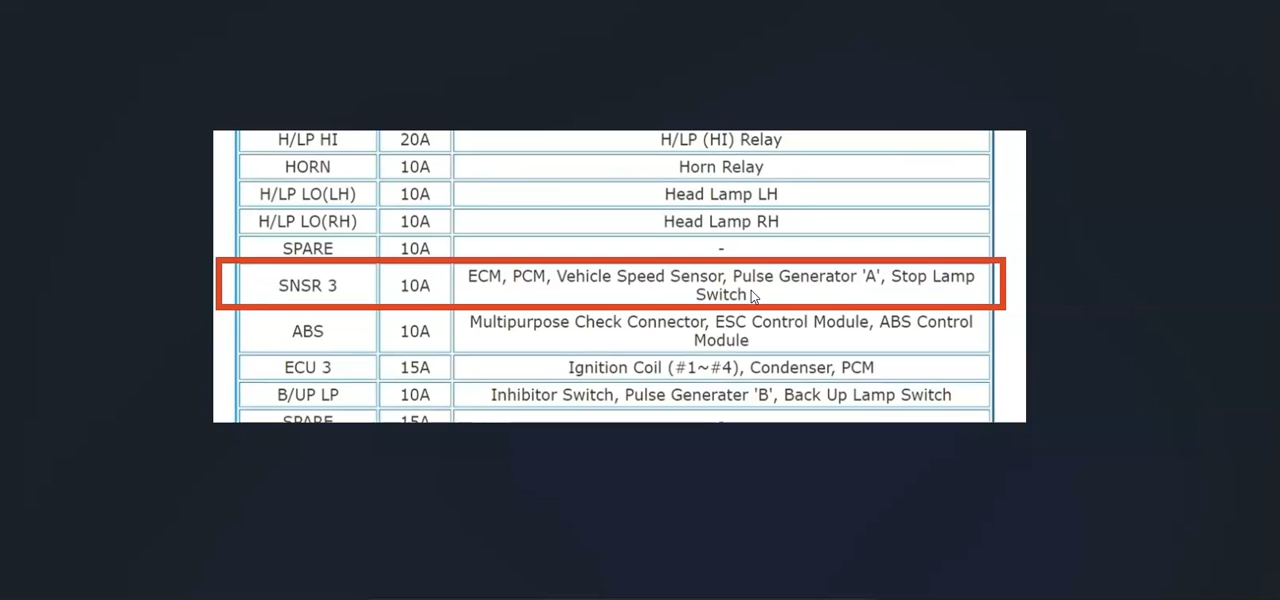 H/LP HI 20A H/LP (HI) Relay
HORN 10A Horn Relay
H/LP LO(LH) 10A Head Lamp LH
H/LP LO(RH) 10A Head Lamp RH
SPARE 10A -
SNSR 3 10A ECM, PCM, Vehicle Speed Sensor, Pulse Generator 'A', Stop Lamp
Switch
ABS 10A Multipurpose Check Connector, ESC Control Module, ABS Control
Module
ECU 3 15A Ignition Coil (#1~#4), Condenser, PCM
B/UP LP 10A Inhibitor Switch, Pulse Generater 'B', Back Up Lamp Switch
SPARE 15A -